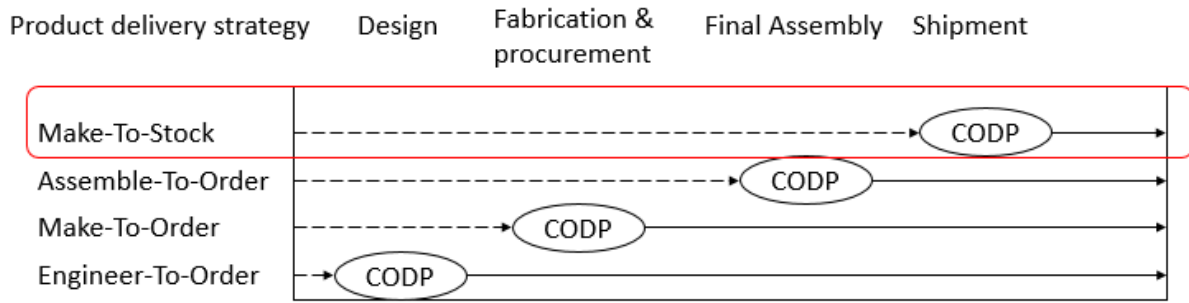 Product delivery strategy Design Fabrication & procurement Final Assembly Shipment
Make-To-Stock CODP
Assemble-To-Order CODP
Make-To-Order CODP
Engineer-To-Order CODP